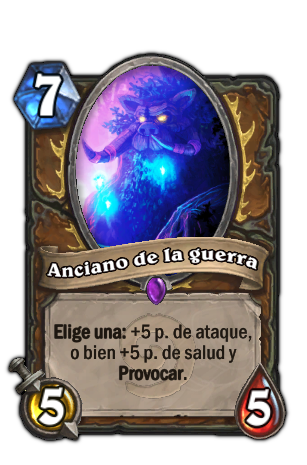 7
Anciano de la guerra
Elige una: +5 p. de ataque,
o bien +5 p. de salud y
Provocar.
5
5